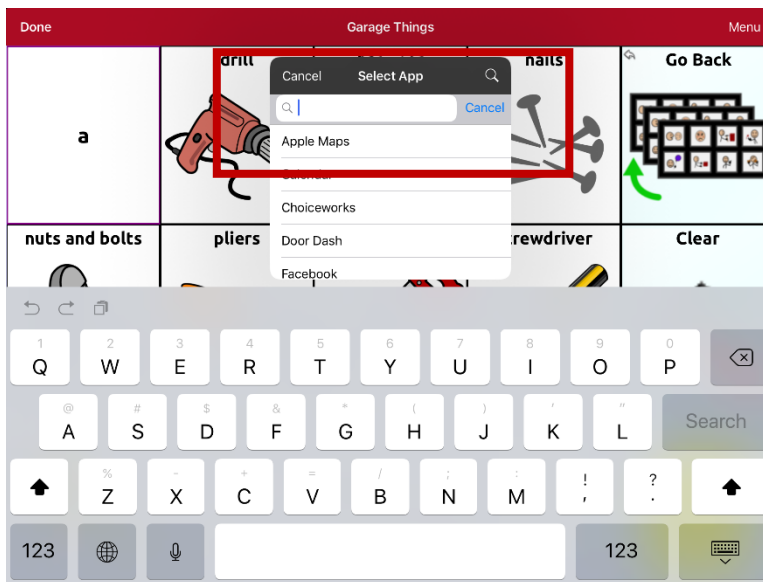 Done Garage Things Menu
drill nails Go Back
Cancel Select App
Cancel
a
Apple Maps
Calendar
Choiceworks
nuts and bolts pliers Door Dash Clear
Facebook
1 2 3 4 5 6 7 8 9 0
Q W E R T Y U I O P
@ # $ & * ( ) ' "
A S D F G H J K L Search
% - + = / ; : ! ?
Z X C V B N M , .
123 123